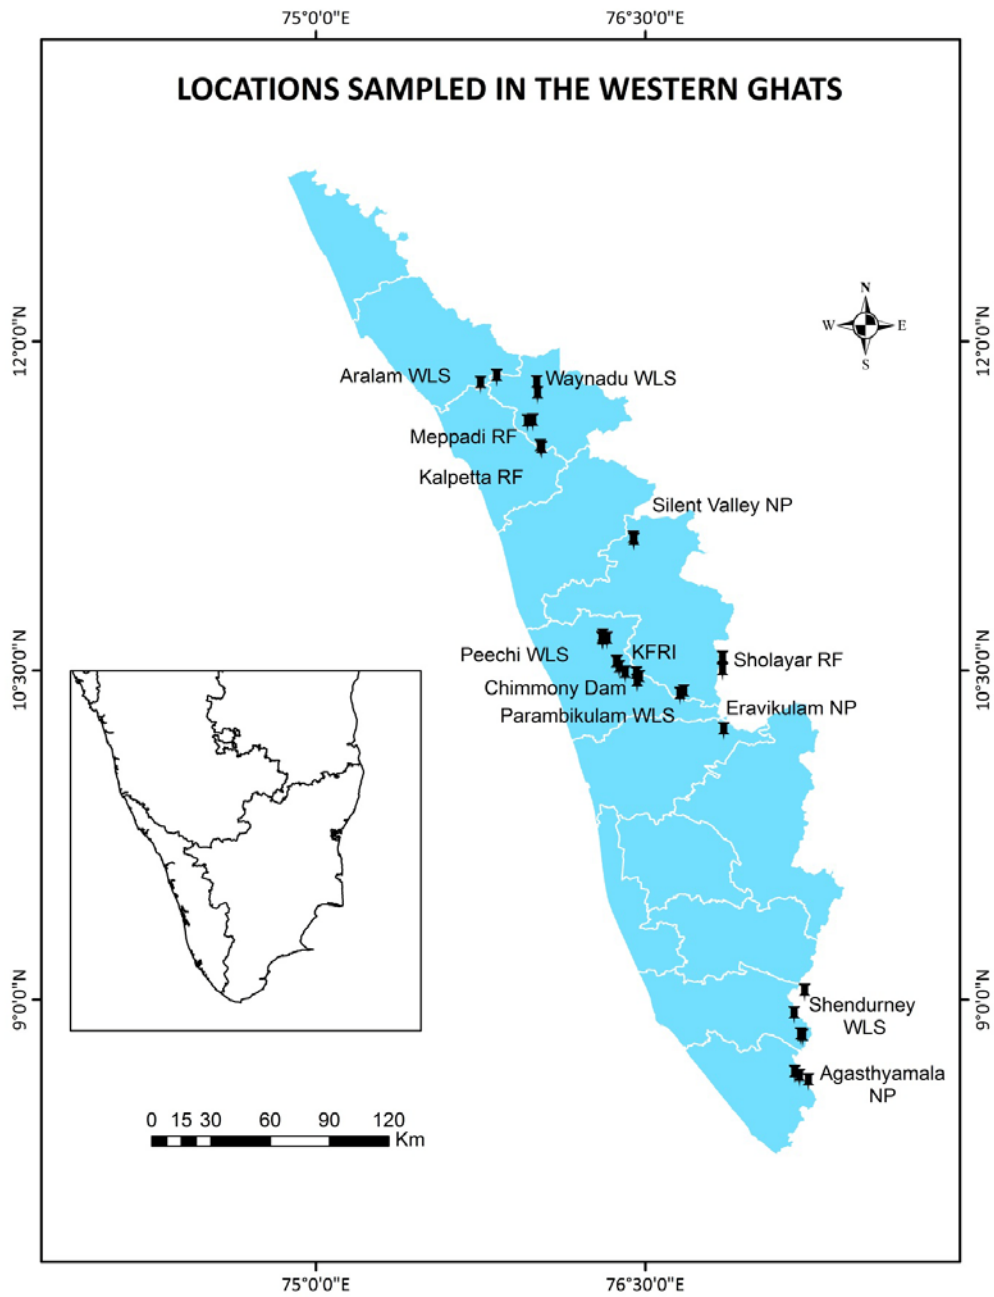 75°0'0"E 76°30'0"E
LOCATIONS SAMPLED IN THE WESTERN GHATS
N
W E
S
12°0'0"N 12°0'0"N
Aralam WLS
Waynadu WLS
Meppadi RF
Kalpetta RF
Silent Valley NP
Peechi WLS
KFRI
Sholayar RF
10°30'0"N 10°30'0"N
Chimmony Dam
Parambikulam WLS
Eravikulam NP
9°0'0"N 9°0'0"N
Shendurney
WLS
Agasthyamala
NP
0 15 30 60 90 120
Km
75°0'0"E 76°30'0"E